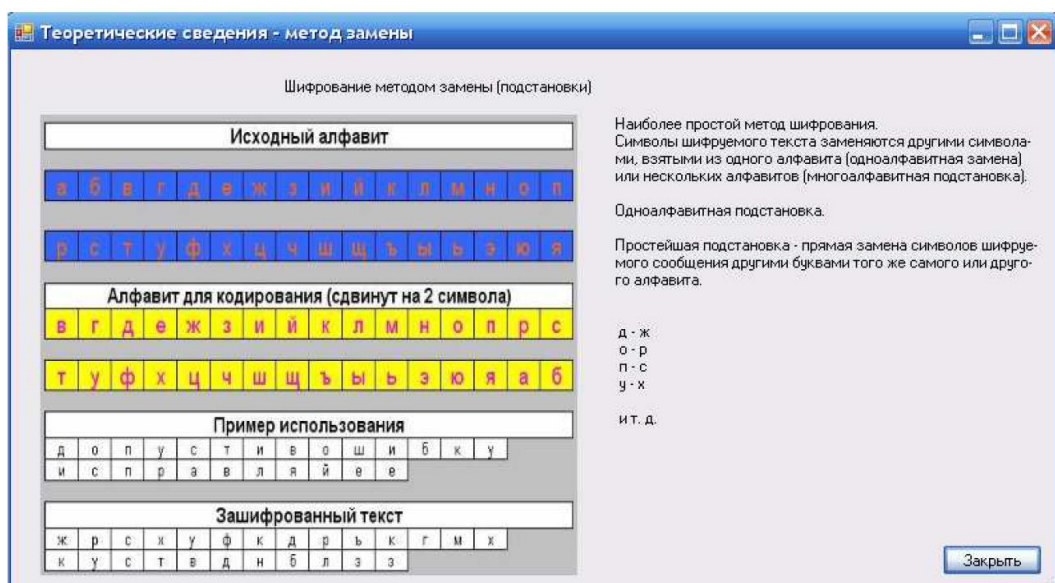 Теоретические сведения - метод замены
Шифрование методом замены (подстановки)
Исходный алфавит
а б в г д е ж з и й к л м н о п
р с т у ф х ц ч ш щ ъ ы ь э ю я
Алфавит для кодирования (сдвинут на 2 символа)
в г д е ж з и й к л м н о п р с
т у ф х ц ч ш щ ъ ы ь э ю я а б
Пример использования
д о п у с т и в о ш и б к у
и с п р а в л я й е е
Зашифрованный текст
ж р с х у ф к д р ъ к г м х
к у с т в д н б л з з
Наиболее простой метод шифрования.
Символы шифруемого текста заменяются другими символа-
ми, взятыми из одного алфавита (одноалфавитная замена)
или нескольких алфавитов (многоалфавитная подстановка).
Одноалфавитная подстановка.
Простейшая подстановка - прямая замена символов шифруе-
мого сообщения другими буквами того же самого или друго-
го алфавита.
д - ж
о - р
п - с
у - х
и т. д.
Закрыть